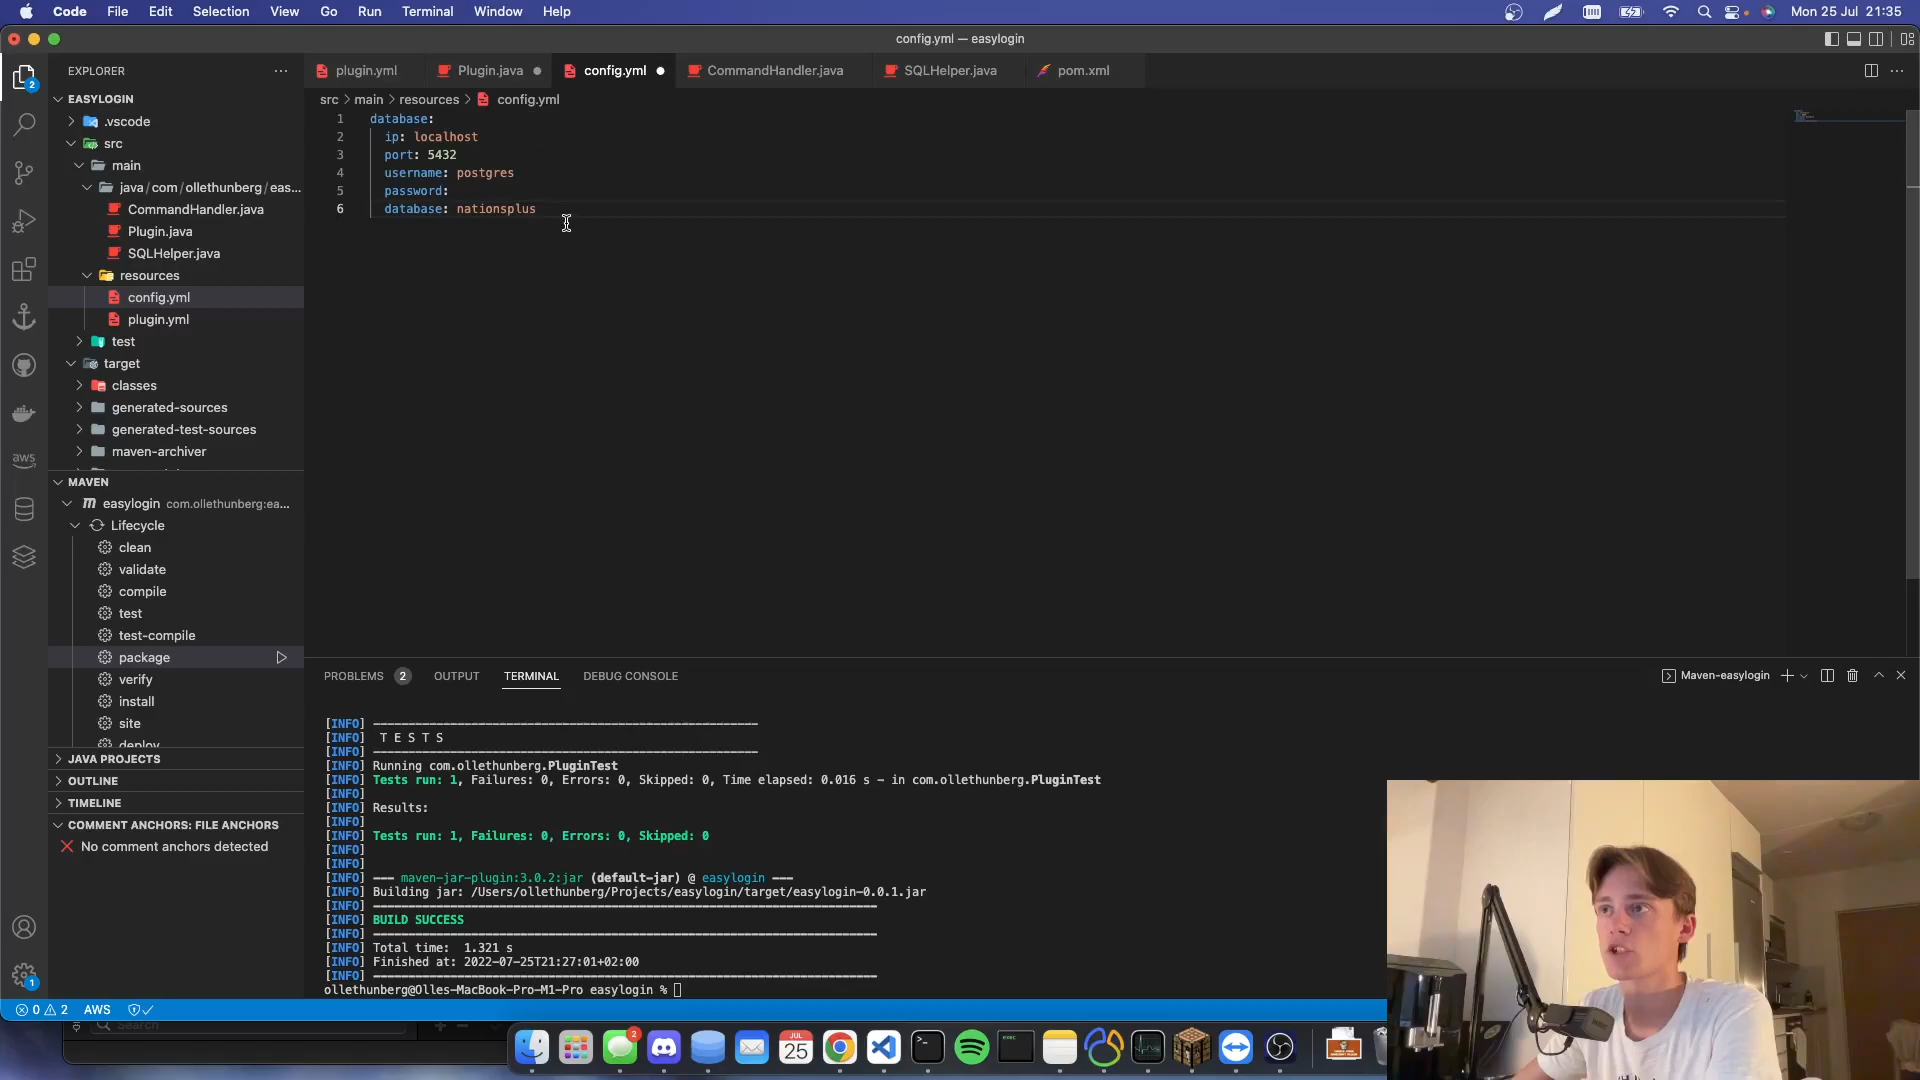 Code File Edit Selection View Go Run Terminal Window Help Mon 25 Jul 21:35
config.yml — easylogin
EXPLORER
plugin.yml Plugin.java config.yml CommandHandler.java SQLHelper.java pom.xml
2
EASYLOGIN
src > main > resources > config.yml
.vscode
src
main
java/com/ollethunberg/eas...
CommandHandler.java
Plugin.java
SQLHelper.java
resources
config.yml
plugin.yml
test
target
classes
generated-sources
generated-test-sources
maven-archiver
1 database:
2 ip: localhost
3 port: 5432
4 username: postgres
5 password:
6 database: nationsplus
aws
MAVEN
easylogin com.ollethunberg:ea...
Lifecycle
clean
validate
compile
test
test-compile
package
verify
install
site
deploy
JAVA PROJECTS
OUTLINE
TIMELINE
COMMENT ANCHORS: FILE ANCHORS
No comment anchors detected
PROBLEMS 2 OUTPUT TERMINAL DEBUG CONSOLE Maven-easylogin
[INFO] -------------------------------------------------------
[INFO] T E S T S
[INFO] -------------------------------------------------------
[INFO] Running com.ollethunberg.PluginTest
[INFO] Tests run: 1, Failures: 0, Errors: 0, Skipped: 0, Time elapsed: 0.016 s - in com.ollethunberg.PluginTest
[INFO]
[INFO] Results:
[INFO]
[INFO] Tests run: 1, Failures: 0, Errors: 0, Skipped: 0
[INFO]
[INFO]
[INFO] --- maven-jar-plugin:3.0.2:jar (default-jar) @ easylogin ---
[INFO] Building jar: /Users/ollethunberg/Projects/easylogin/target/easylogin-0.0.1.jar
[INFO] ------------------------------------------------------------------------
[INFO] BUILD SUCCESS
[INFO] ------------------------------------------------------------------------
[INFO] Total time: 1.321 s
[INFO] Finished at: 2022-07-25T21:27:01+02:00
[INFO] ------------------------------------------------------------------------
ollethunberg@Olles-MacBook-Pro-M1-Pro easylogin %
1
0 2 AWS
Search
2
JUL
25
exec